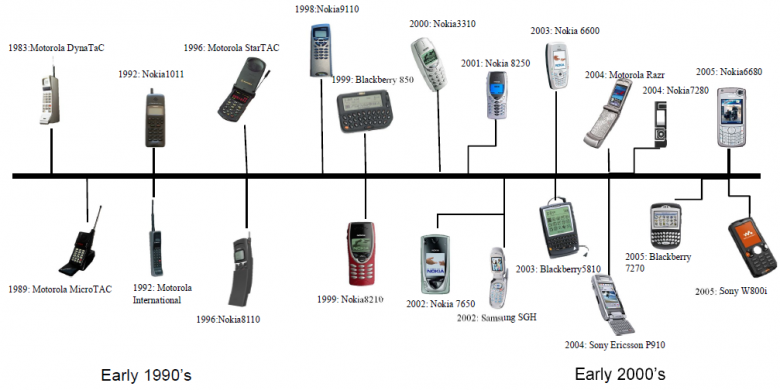 1998:Nokia9110
2000: Nokia3310
2003: Nokia 6600
1983:Motorola DynaTaC
1996: Motorola StarTAC
1992: Nokia1011
1999: Blackberry 850
2001: Nokia 8250
2004: Motorola Razr
2004: Nokia7280
2005: Nokia6680
NOKIA
1989: Motorola MicroTAC
1992: Motorola
International
1996:Nokia8110
1999: Nokia8210
2002: Nokia 7650
2002: Samsung SGH
2003: Blackberry5810
2004: Sony Ericsson P910
2005: Blackberry
7270
2005: Sony W800i
Early 1990's
Early 2000's